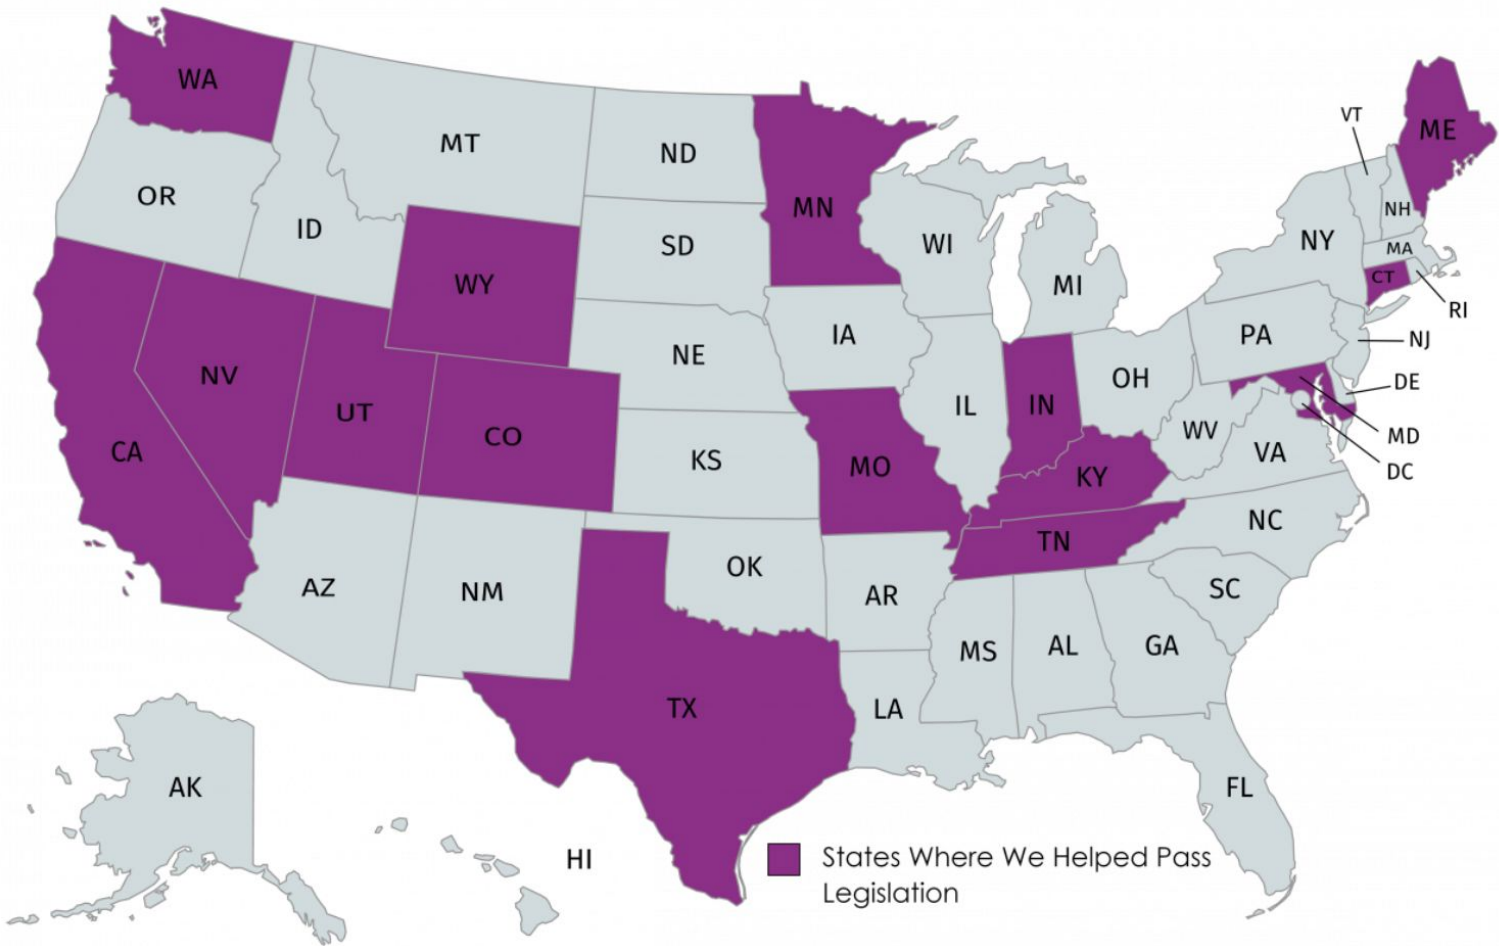 WA
ME
VT
MT
ND
OR
MN
NH
ID
SD
WI
NY
MA
CT
WY
MI
RI
IA
PA
NJ
NE
NV
OH
DE
UT
IL
IN
CO
WV
MD
CA
KS
MO
KY
VA
DC
NC
TN
OK
AZ
NM
AR
SC
MS
AL
GA
TX
LA
AK
FL
HI
States Where We Helped Pass
Legislation